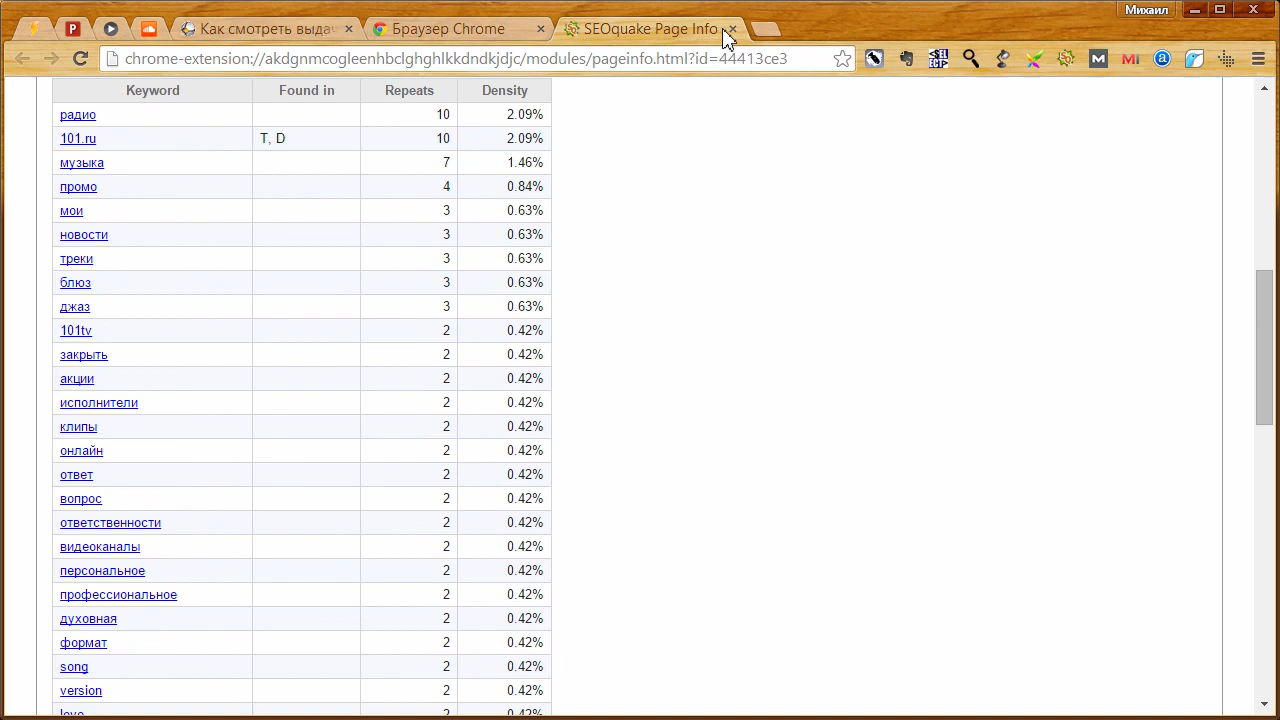 Михаил
Как смотреть выда
Браузер Chrome
SEOquake Page Info
chrome-extension://akdgnmcogleenhbclghghlkkdndkjdjc/modules/pageinfo.html?id=44413ce3
Keyword Found in Repeats Density
радио 10 2.09%
101.ru T, D 10 2.09%
музыка 7 1.46%
промо 4 0.84%
мои 3 0.63%
новости 3 0.63%
треки 3 0.63%
блюз 3 0.63%
джаз 3 0.63%
101tv 2 0.42%
закрыть 2 0.42%
акции 2 0.42%
исполнители 2 0.42%
клипы 2 0.42%
онлайн 2 0.42%
ответ 2 0.42%
вопрос 2 0.42%
ответственности 2 0.42%
видеоканалы 2 0.42%
персональное 2 0.42%
профессиональное 2 0.42%
духовная 2 0.42%
формат 2 0.42%
song 2 0.42%
version 2 0.42%
love 2 0.42%